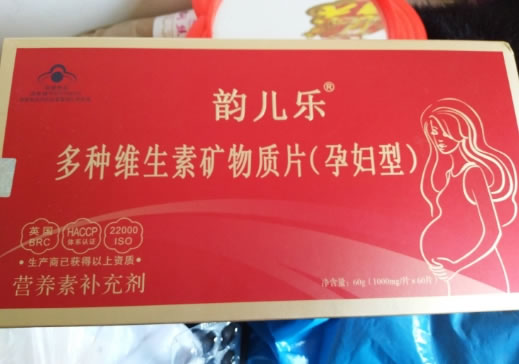 韵儿乐®
多种维生素矿物质片(孕妇型)
英国 BRC
HACCP 体系认证
22000 ISO
•生产商已获得以上资质
营养素补充剂
净含量：60g（1000mg/片x60片）